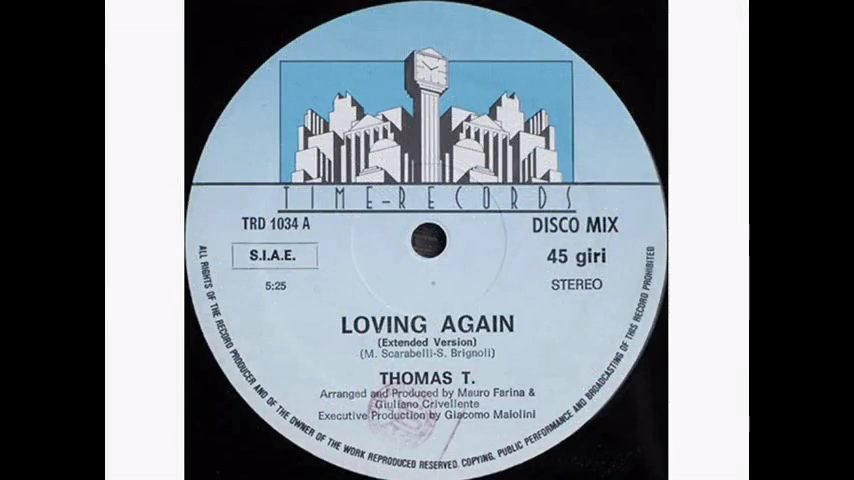 TIME-RECORDS
TRD 1034 A
DISCO MIX
S.I.A.E.
45 giri
5:25
STEREO
LOVING AGAIN
(Extended Version)
(M. Scarabelli-S. Brignoli)
THOMAS T.
Arranged and Produced by Mauro Farina &
Giuliano Crivellente
Executive Production by Giacomo Maiolini
ALL RIGHTS OF THE RECORD PRODUCER AND OF THE OWNER OF THE WORK REPRODUCED RESERVED. COPYING, PUBLIC PERFORMANCE AND BROADCASTING OF THIS RECORD PROHIBITED